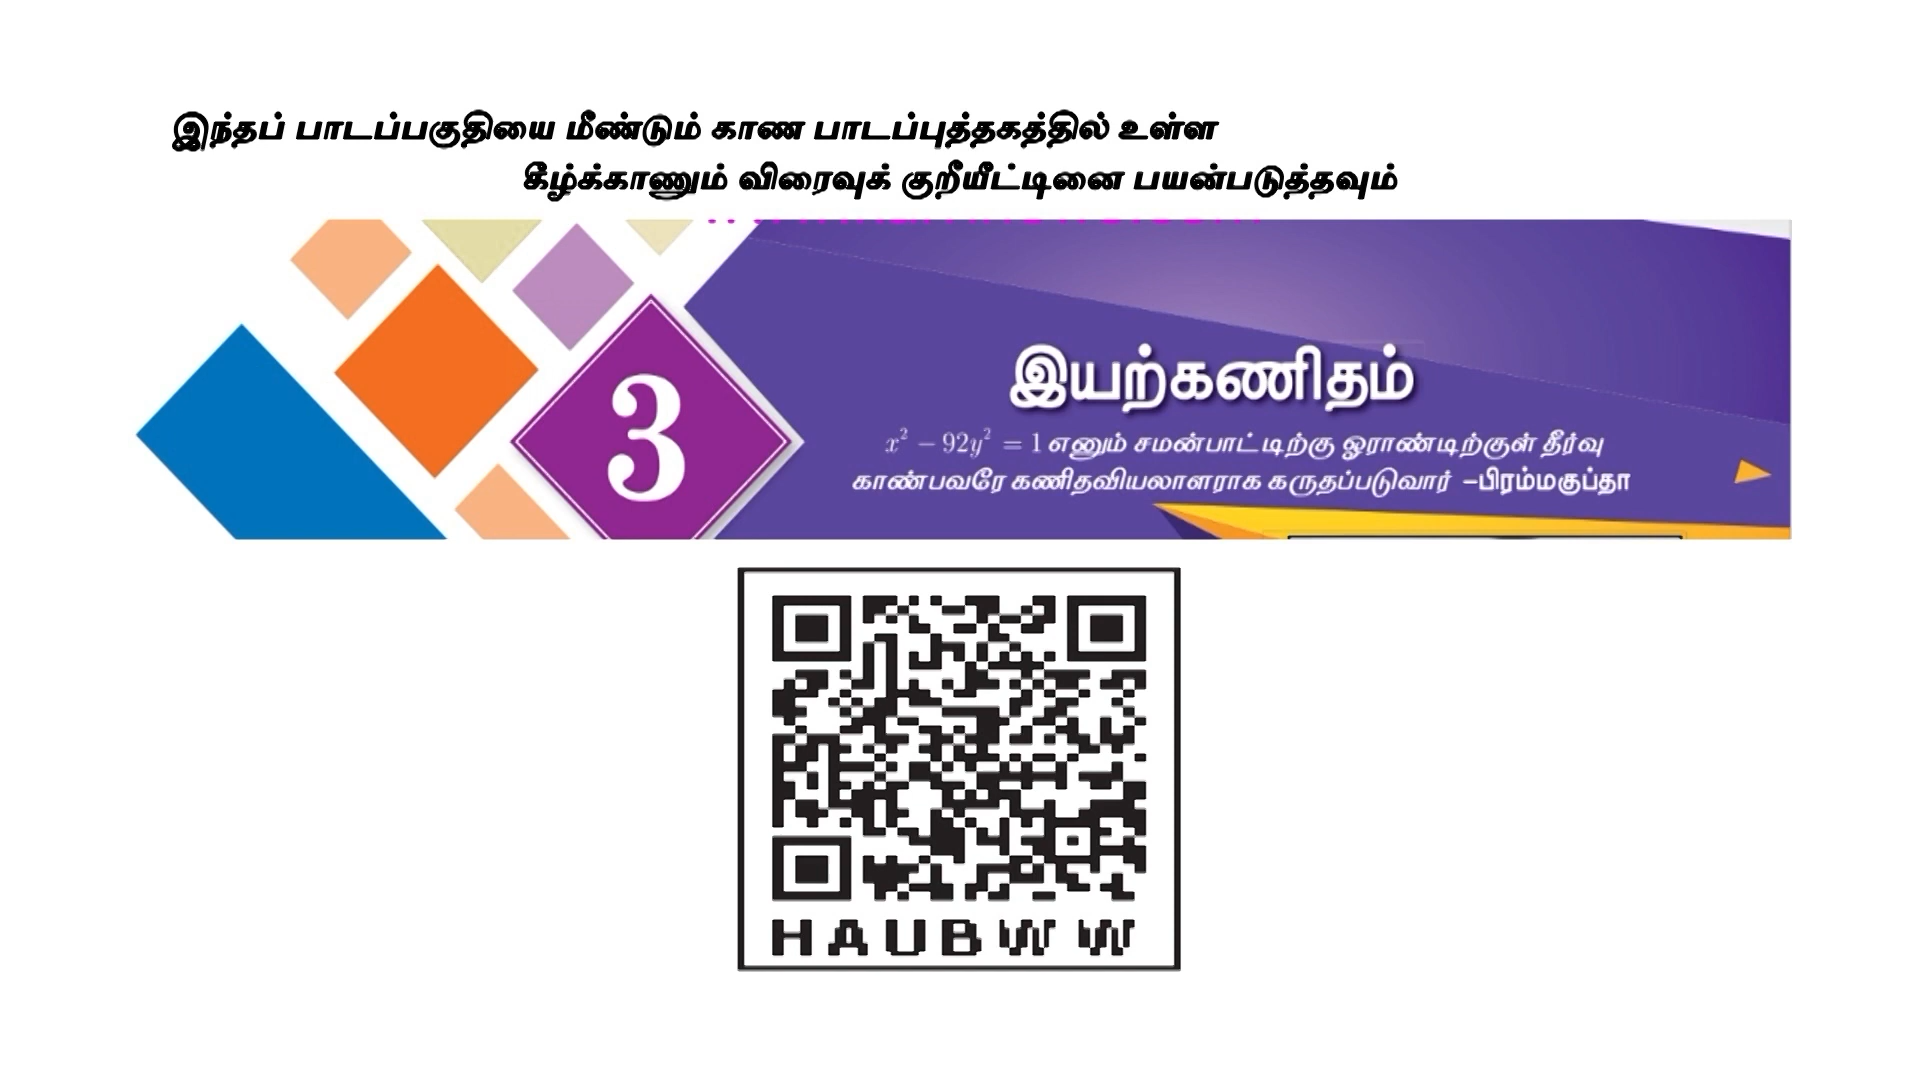 இந்தப் பாடப்பகுதியை மீண்டும் காண பாடப்புத்தகத்தில் உள்ள
கீழ்க்காணும் விரைவுக் குறியீட்டினை பயன்படுத்தவும்
3
இயற்கணிதம்
x² − 92y² = 1 எனும் சமன்பாட்டிற்கு ஓராண்டிற்குள் தீர்வு
காண்பவரே கணிதவியலாளராக கருதப்படுவார் –பிரம்மகுப்தா
HAUBWW